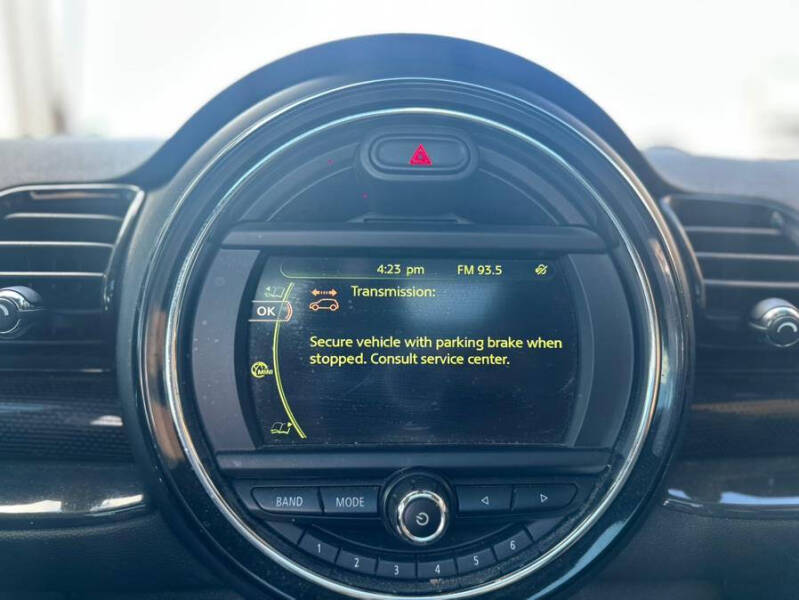 4:23 pm FM 93.5
Transmission:
OK
Secure vehicle with parking brake when
stopped. Consult service center.
MINI
BAND MODE
1 2 3 4 5 6